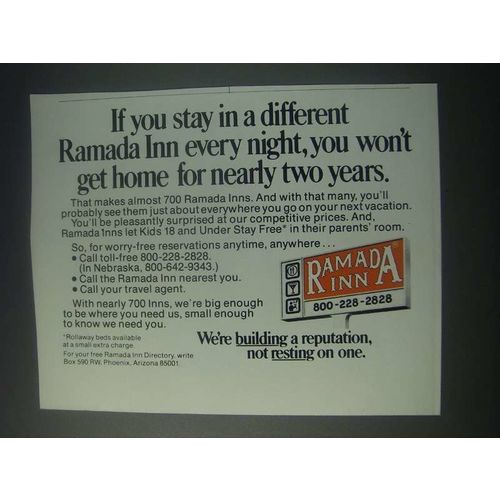 If you stay in a different
Ramada Inn every night, you won't
get home for nearly two years.
That makes almost 700 Ramada Inns. And with that many, you'll
probably see them just about everywhere you go on your next vacation.
You'll be pleasantly surprised at our competitive prices. And,
Ramada Inns let Kids 18 and Under Stay Free* in their parents' room.
So, for worry-free reservations anytime, anywhere...
• Call toll-free 800-228-2828.
(In Nebraska, 800-642-9343.)
• Call the Ramada Inn nearest you.
• Call your travel agent.
With nearly 700 Inns, we're big enough
to be where you need us, small enough
to know we need you.
*Rollaway beds available
at a small extra charge.
For your free Ramada Inn Directory, write
Box 590 RW, Phoenix, Arizona 85001.
RAMADA
INN
800-228-2828
We're building a reputation,
not resting on one.